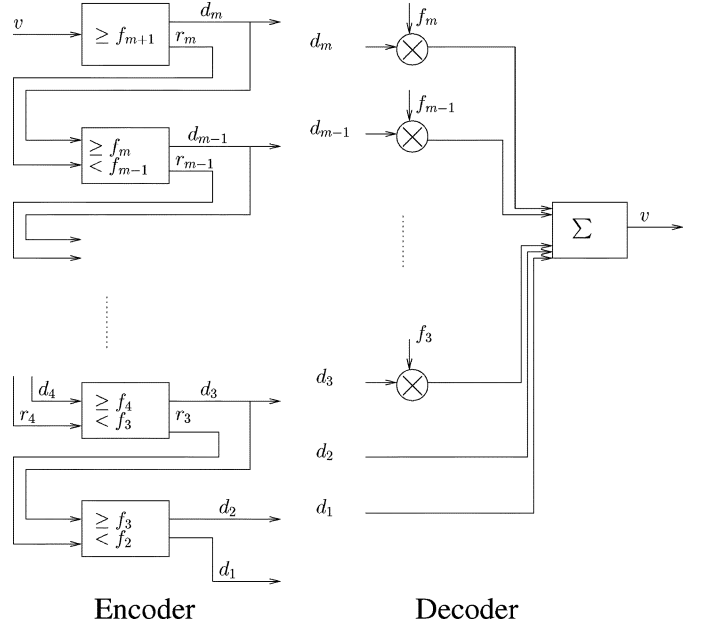 v
≥ f_{m+1}
d_m
r_m
≥ f_m
< f_{m−1}
d_{m−1}
r_{m−1}
d_4
r_4
≥ f_4
< f_3
d_3
r_3
≥ f_3
< f_2
d_2
d_1
Encoder
f_m
d_m
f_{m−1}
d_{m−1}
Σ
v
f_3
d_3
d_2
d_1
Decoder